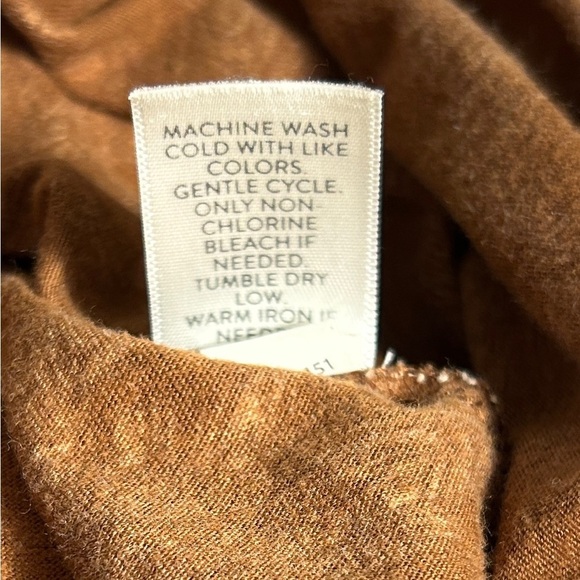 MACHINE WASH
COLD WITH LIKE
COLORS.
GENTLE CYCLE.
ONLY NON-
CHLORINE
BLEACH IF
NEEDED.
TUMBLE DRY
LOW.
WARM IRON IF